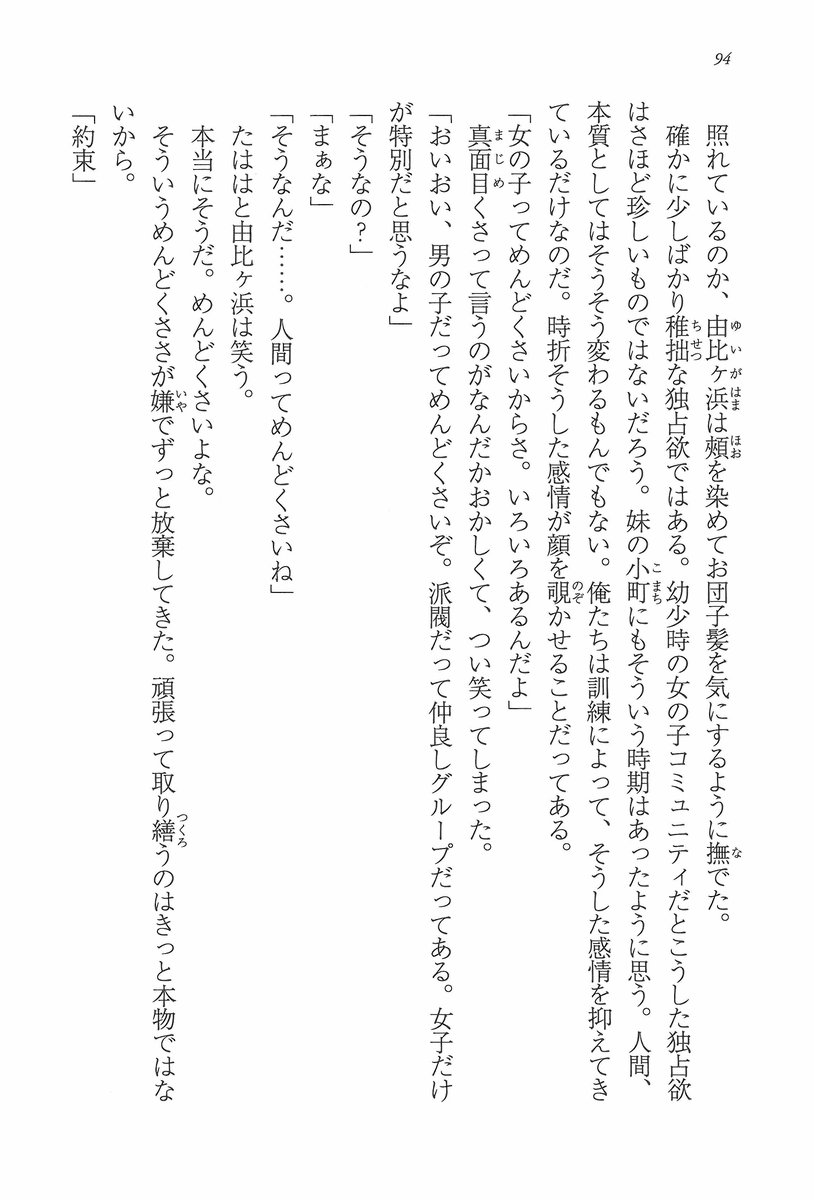 94
照れているのか、由比ヶ浜は頬を染めてお団子髪を気にするように撫でた。
確かに少しばかり稚拙な独占欲ではある。幼少時の女の子コミュニティだとこうした独占欲
はさほど珍しいものではないだろう。妹の小町にもそういう時期はあったように思う。人間、
本質としてはそうそう変わるもんでもない。俺たちは訓練によって、そうした感情を抑えてき
ているだけなのだ。時折そうした感情が顔を覗かせることだってある。
「女の子ってめんどくさいからさ。いろいろあるんだよ」
真面目くさって言うのがなんだかおかしくて、つい笑ってしまった。
「おいおい、男の子だってめんどくさいぞ。派閥だって仲良しグループだってある。女子だけ
が特別だと思うなよ」
「そうなの?」
「まぁな」
「そうなんだ……。人間ってめんどくさいね」
たははと由比ヶ浜は笑う。
本当にそうだ。めんどくさいよな。
そういうめんどくささが嫌でずっと放棄してきた。頑張って取り繕うのはきっと本物ではな
いから。
「約束」